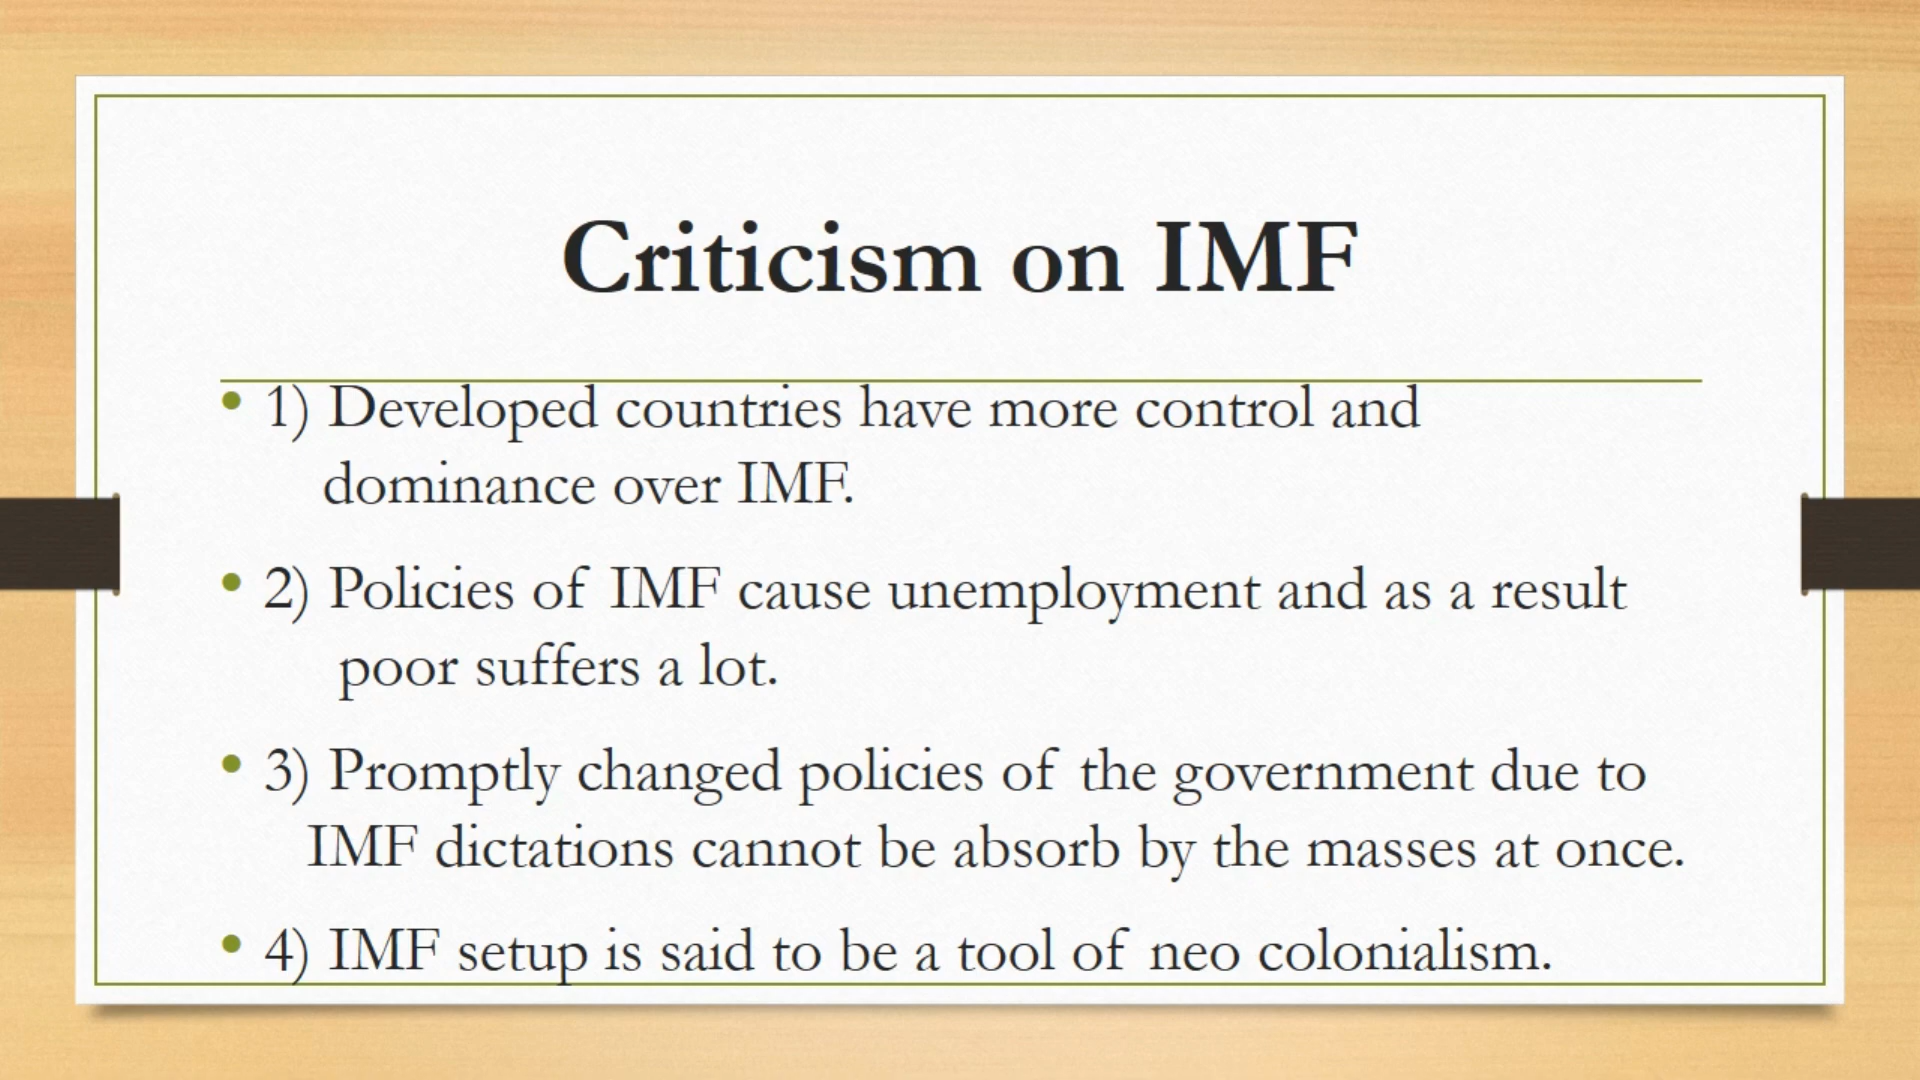 Criticism on IMF
• 1) Developed countries have more control and
dominance over IMF.
• 2) Policies of IMF cause unemployment and as a result
poor suffers a lot.
• 3) Promptly changed policies of the government due to
IMF dictations cannot be absorb by the masses at once.
• 4) IMF setup is said to be a tool of neo colonialism.